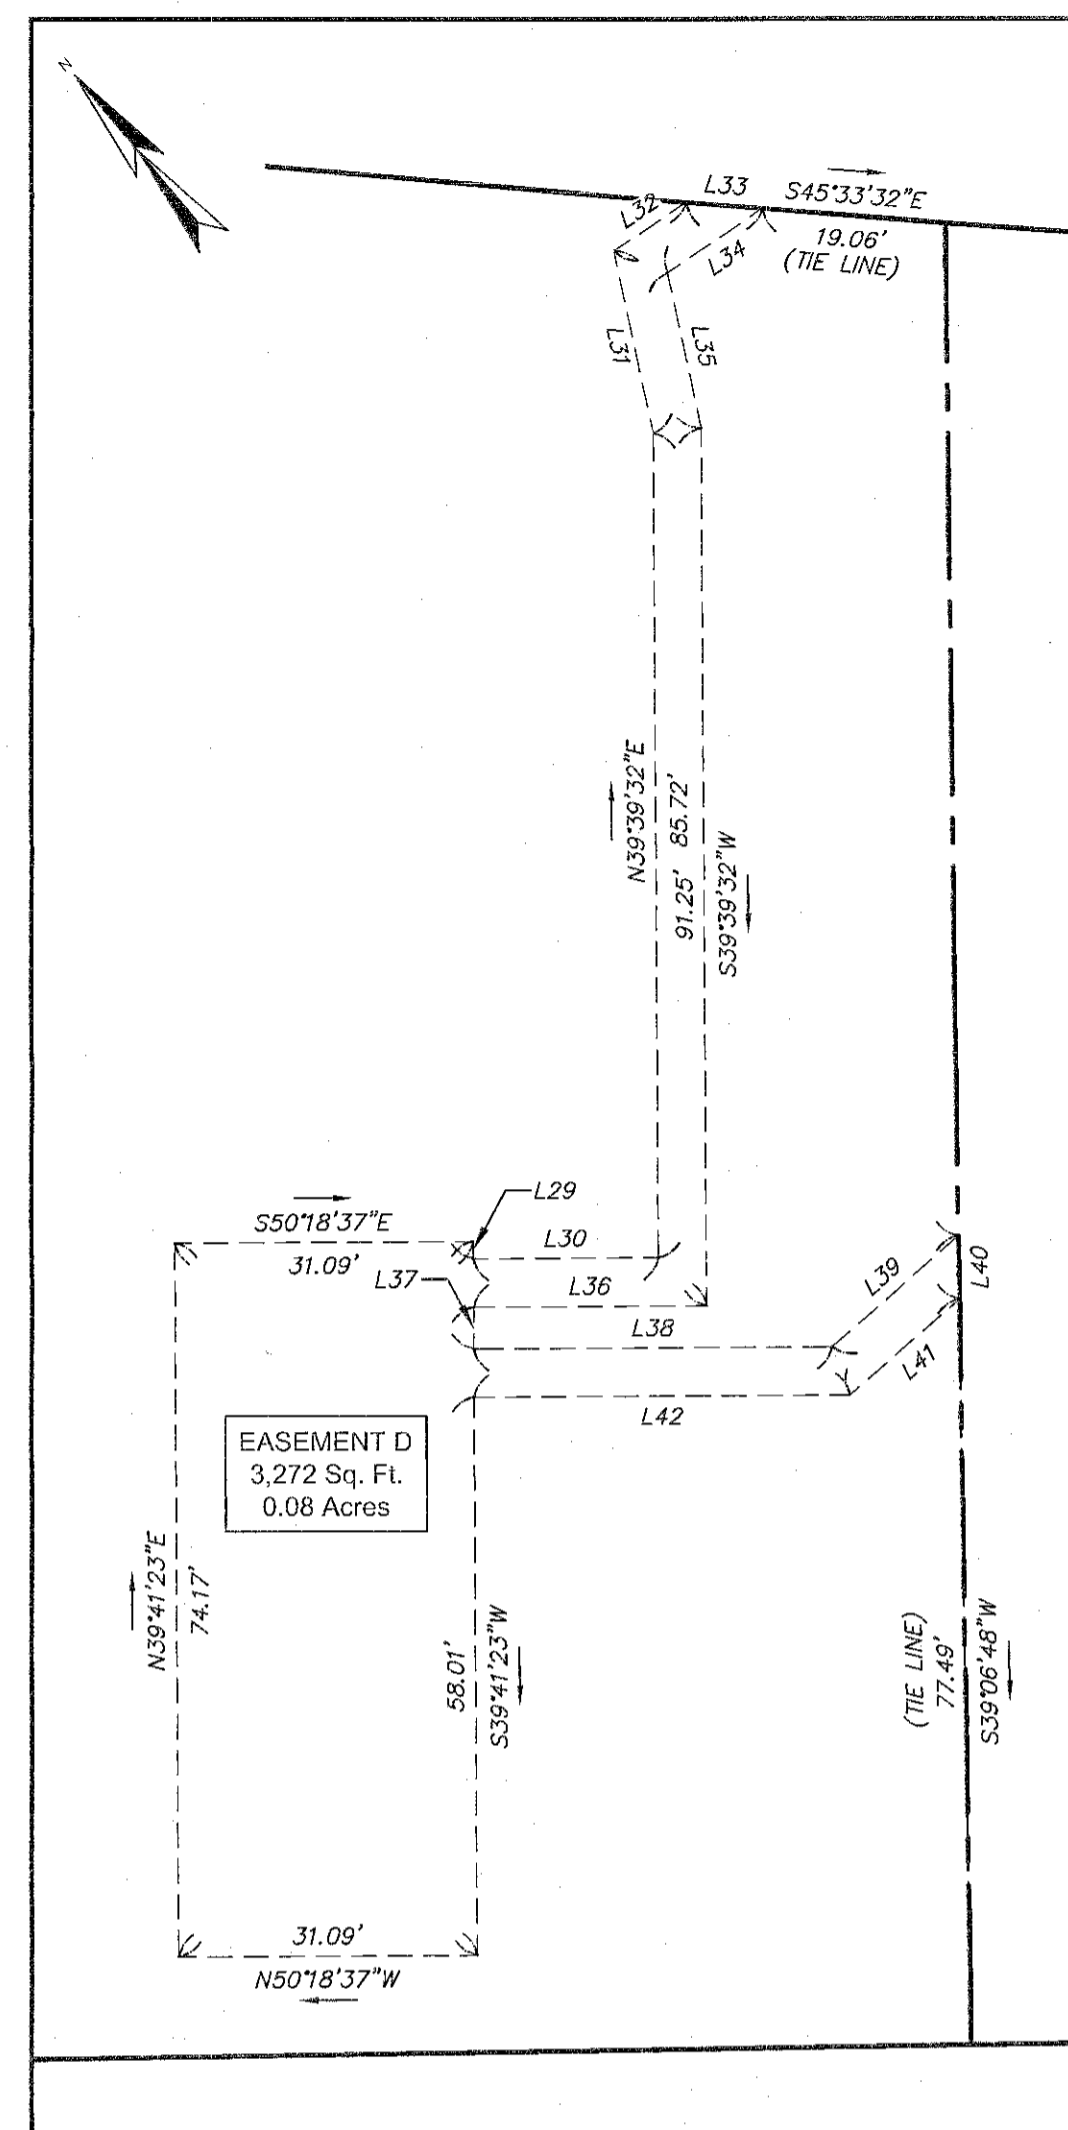 N
L33
S45°33'32"E
L32
19.06'
(TIE LINE)
L34
L31
L35
N39°39'32"E
91.25' 85.72'
S39°39'32"W
L29
S50°18'37"E
L30
31.09'
L37
L36
L38
L39
L40
L41
L42
EASEMENT D
3,272 Sq. Ft.
0.08 Acres
N39°41'23"E
74.17'
58.01'
S39°41'23"W
(TIE LINE)
77.49'
S39°06'48"W
31.09'
N50°18'37"W